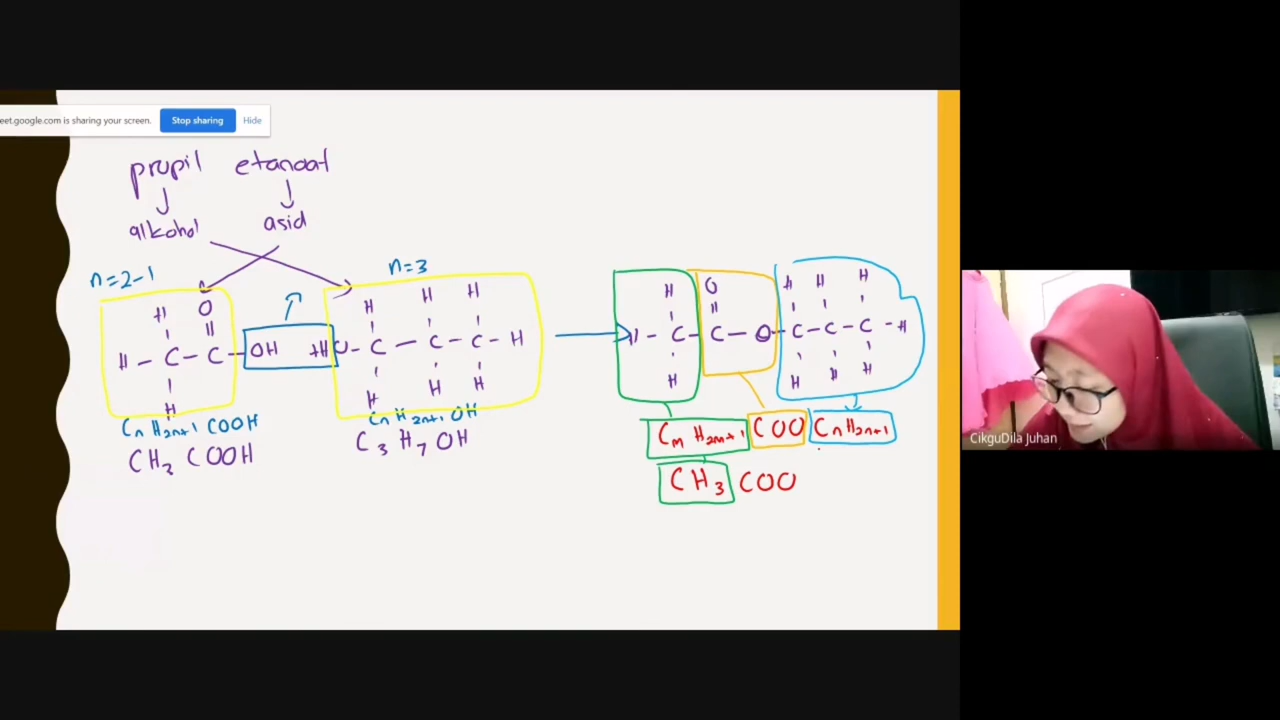 eet.google.com is sharing your screen. Stop sharing Hide
propil etanoat
alkohol asid
n=2-1 n=3
H O H H H H O H H H
H - C - C - OH HO - C - C - C - H H - C - C - O - C - C - C - H
H H H H H H H H
CnH2n+1 COOH CnH2n+1 OH CmH2m+1 COO CnH2n+1
CH3 COOH C3H7OH
CH3 COO
CikguDila Juhan